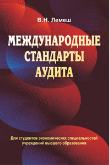 В.Н. Лемеш
МЕЖДУНАРОДНЫЕ
СТАНДАРТЫ
АУДИТА
Для студентов экономических специальностей
учреждений высшего образования